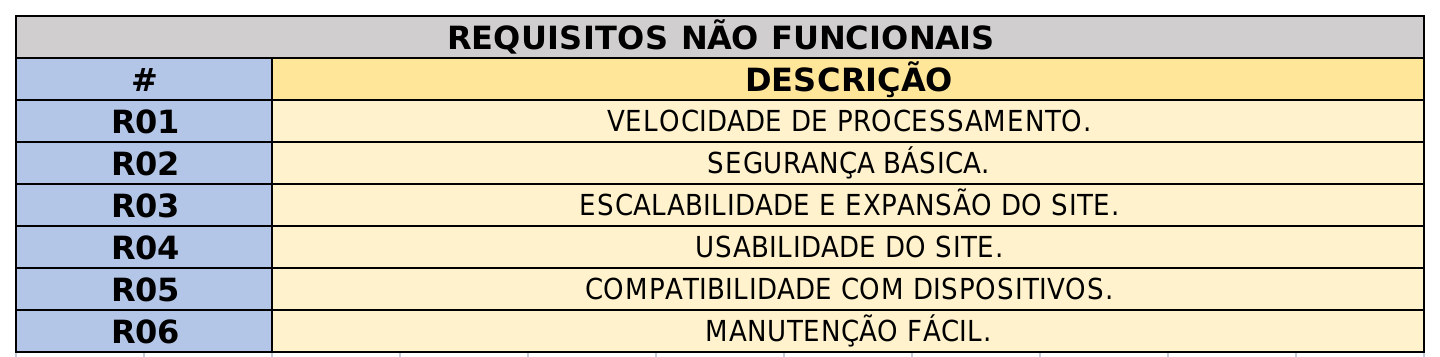 REQUISITOS NÃO FUNCIONAIS
# DESCRIÇÃO
R01 VELOCIDADE DE PROCESSAMENTO.
R02 SEGURANÇA BÁSICA.
R03 ESCALABILIDADE E EXPANSÃO DO SITE.
R04 USABILIDADE DO SITE.
R05 COMPATIBILIDADE COM DISPOSITIVOS.
R06 MANUTENÇÃO FÁCIL.